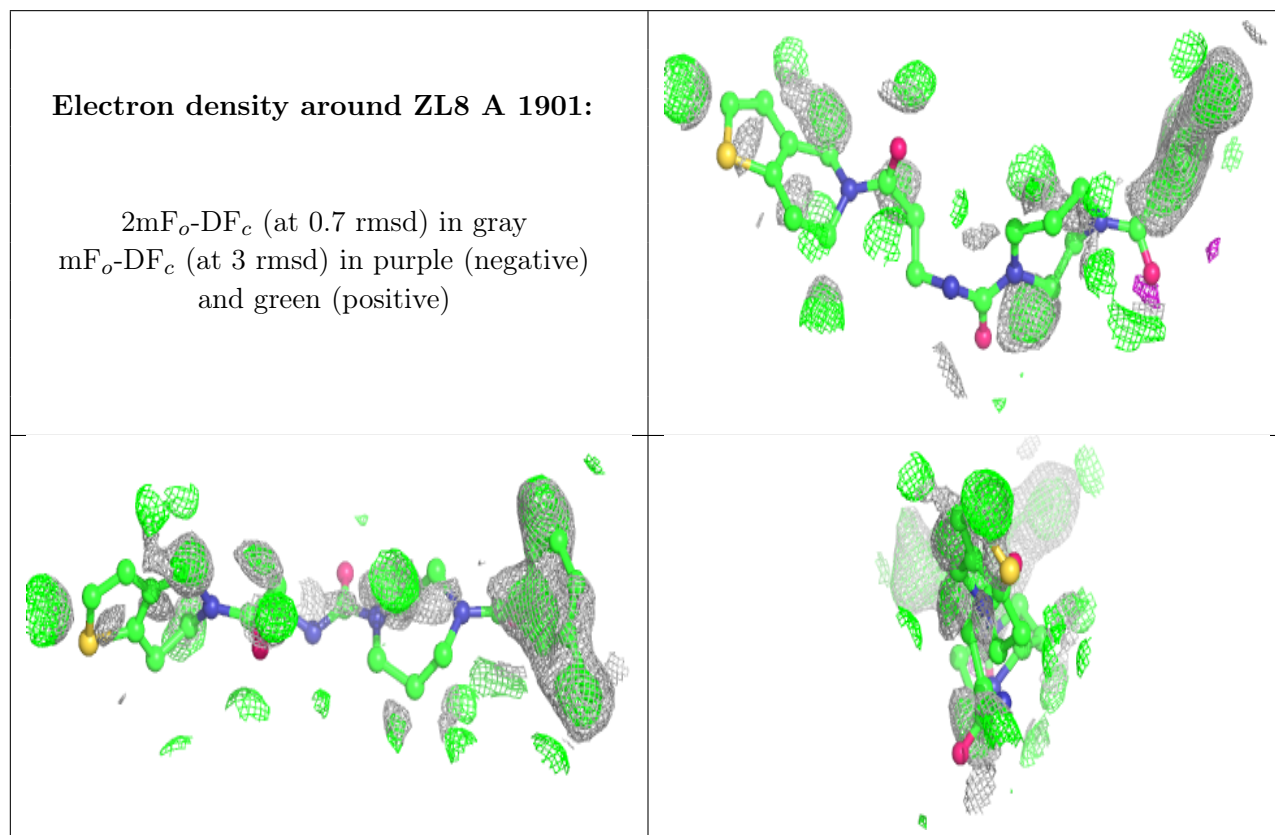 Electron density around ZL8 A 1901:
2mFo-DFc (at 0.7 rmsd) in gray
mFo-DFc (at 3 rmsd) in purple (negative)
and green (positive)